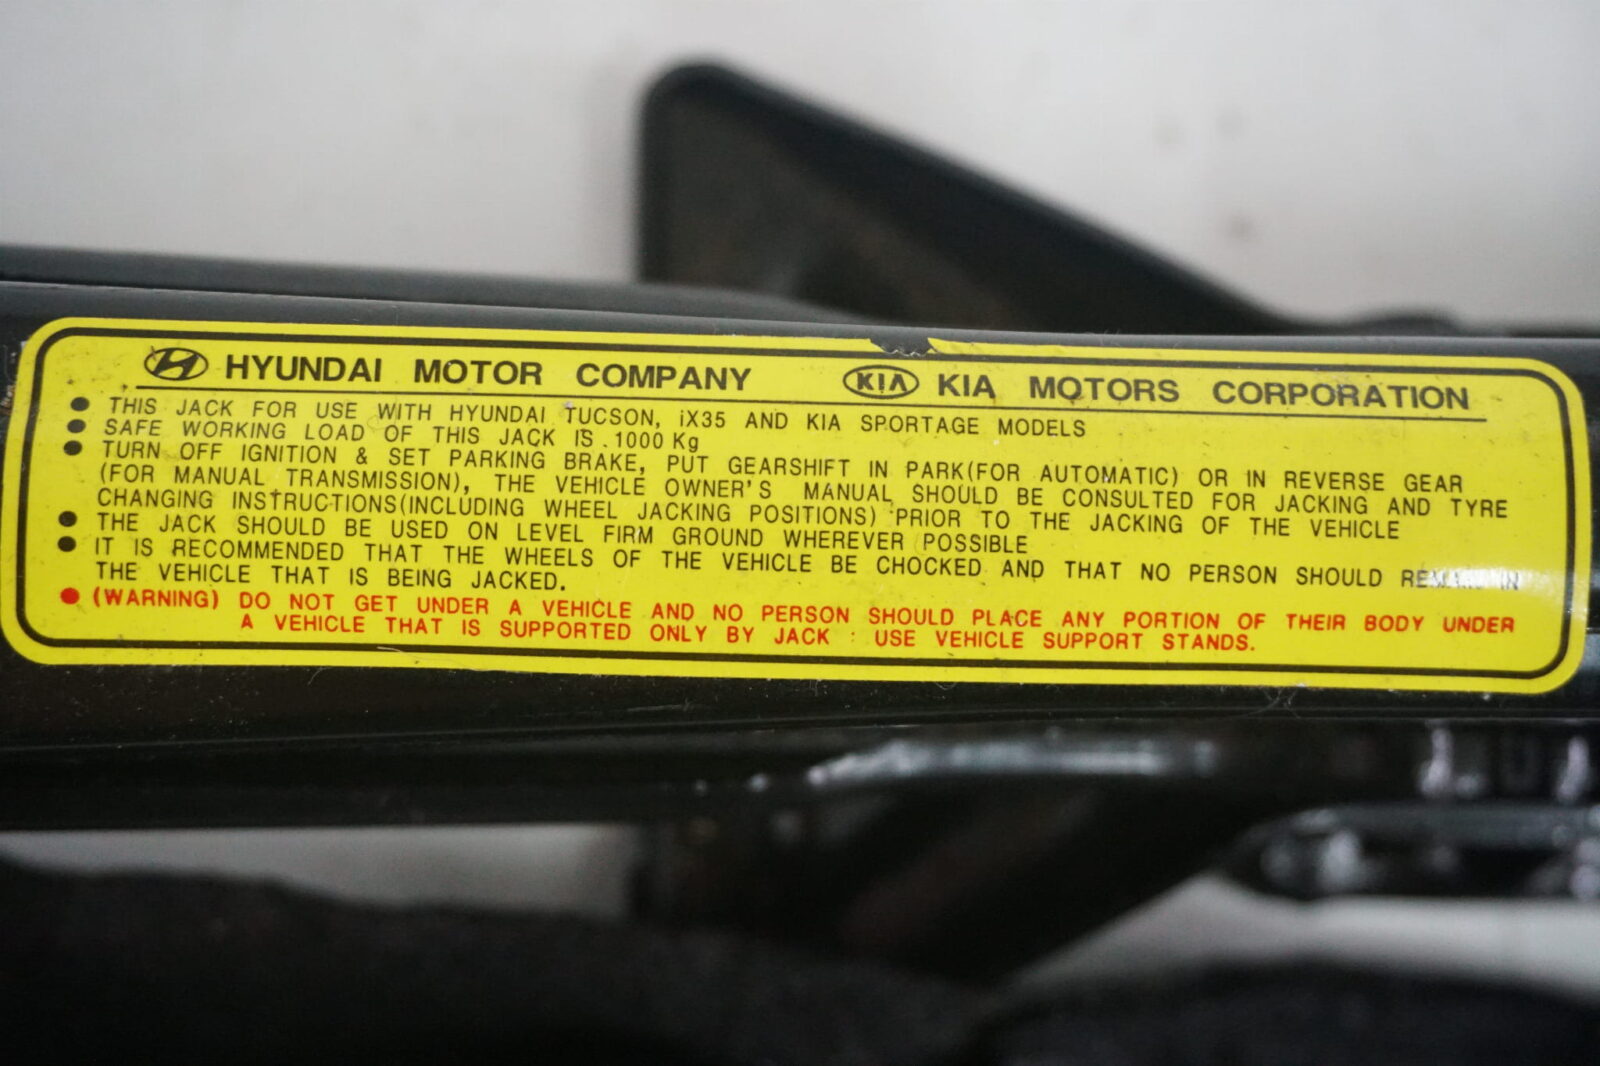 HYUNDAI MOTOR COMPANY KIA KIA MOTORS CORPORATION
● THIS JACK FOR USE WITH HYUNDAI TUCSON, iX35 AND KIA SPORTAGE MODELS
● SAFE WORKING LOAD OF THIS JACK IS .1000 Kg
● TURN OFF IGNITION & SET PARKING BRAKE, PUT GEARSHIFT IN PARK(FOR AUTOMATIC) OR IN REVERSE GEAR
(FOR MANUAL TRANSMISSION), THE VEHICLE OWNER'S MANUAL SHOULD BE CONSULTED FOR JACKING AND TYRE
CHANGING INSTRUCTIONS(INCLUDING WHEEL JACKING POSITIONS) PRIOR TO THE JACKING OF THE VEHICLE
● THE JACK SHOULD BE USED ON LEVEL FIRM GROUND WHEREVER POSSIBLE
● IT IS RECOMMENDED THAT THE WHEELS OF THE VEHICLE BE CHOCKED AND THAT NO PERSON SHOULD REMAIN IN
THE VEHICLE THAT IS BEING JACKED.
● (WARNING) DO NOT GET UNDER A VEHICLE AND NO PERSON SHOULD PLACE ANY PORTION OF THEIR BODY UNDER
A VEHICLE THAT IS SUPPORTED ONLY BY JACK : USE VEHICLE SUPPORT STANDS.